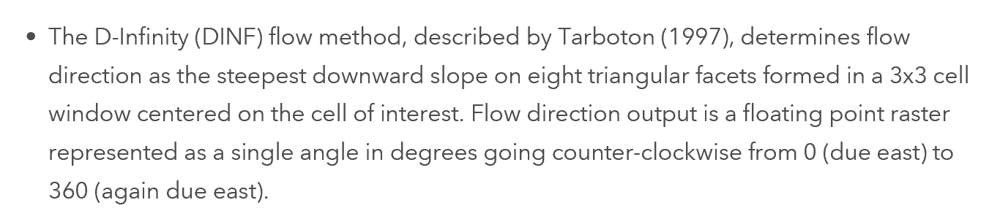 • The D-Infinity (DINF) flow method, described by Tarboton (1997), determines flow
direction as the steepest downward slope on eight triangular facets formed in a 3x3 cell
window centered on the cell of interest. Flow direction output is a floating point raster
represented as a single angle in degrees going counter-clockwise from 0 (due east) to
360 (again due east).